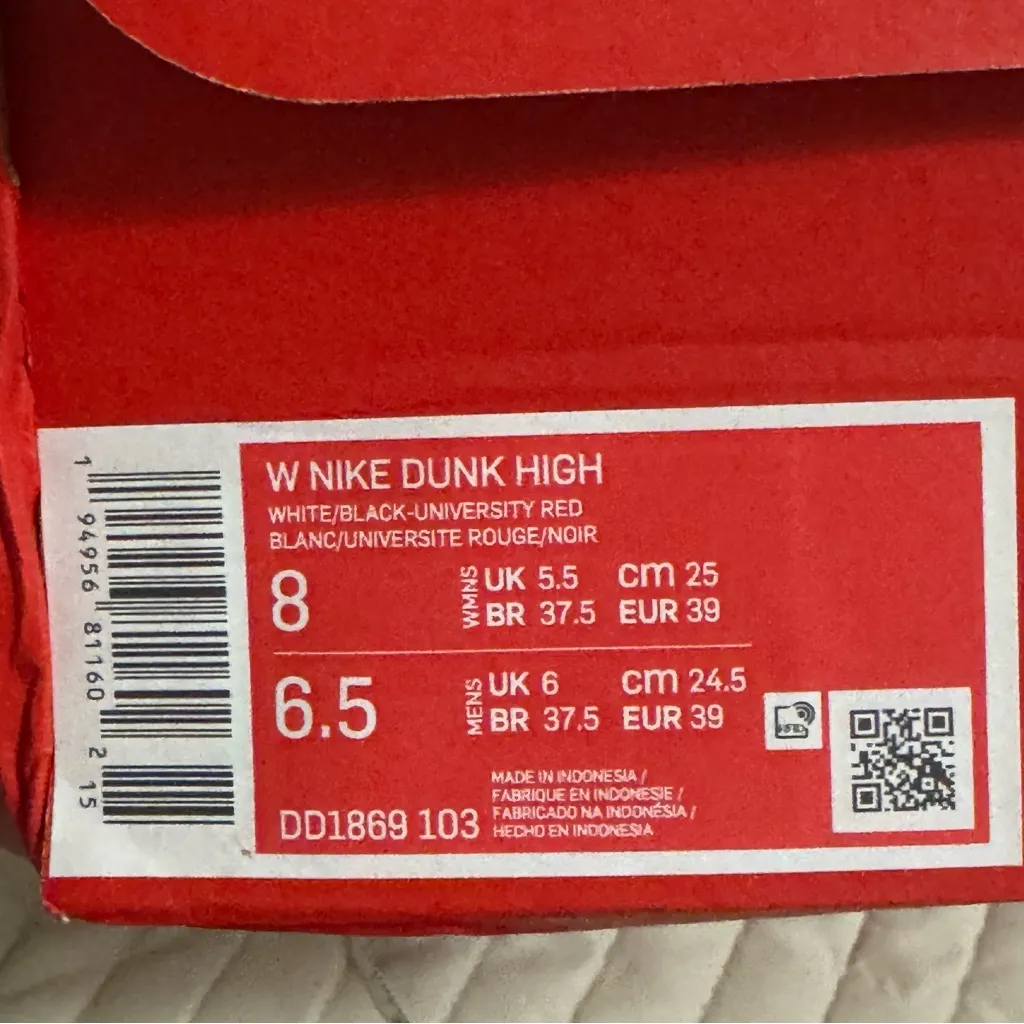 W NIKE DUNK HIGH
WHITE/BLACK-UNIVERSITY RED
BLANC/UNIVERSITE ROUGE/NOIR
8
WMNS
UK 5.5 cm 25
BR 37.5 EUR 39
6.5
MENS
UK 6 cm 24.5
BR 37.5 EUR 39
MADE IN INDONESIA /
FABRIQUE EN INDONESIE /
FABRICADO NA INDONÉSIA /
HECHO EN INDONESIA
DD1869 103
1 94956 81160 2 15